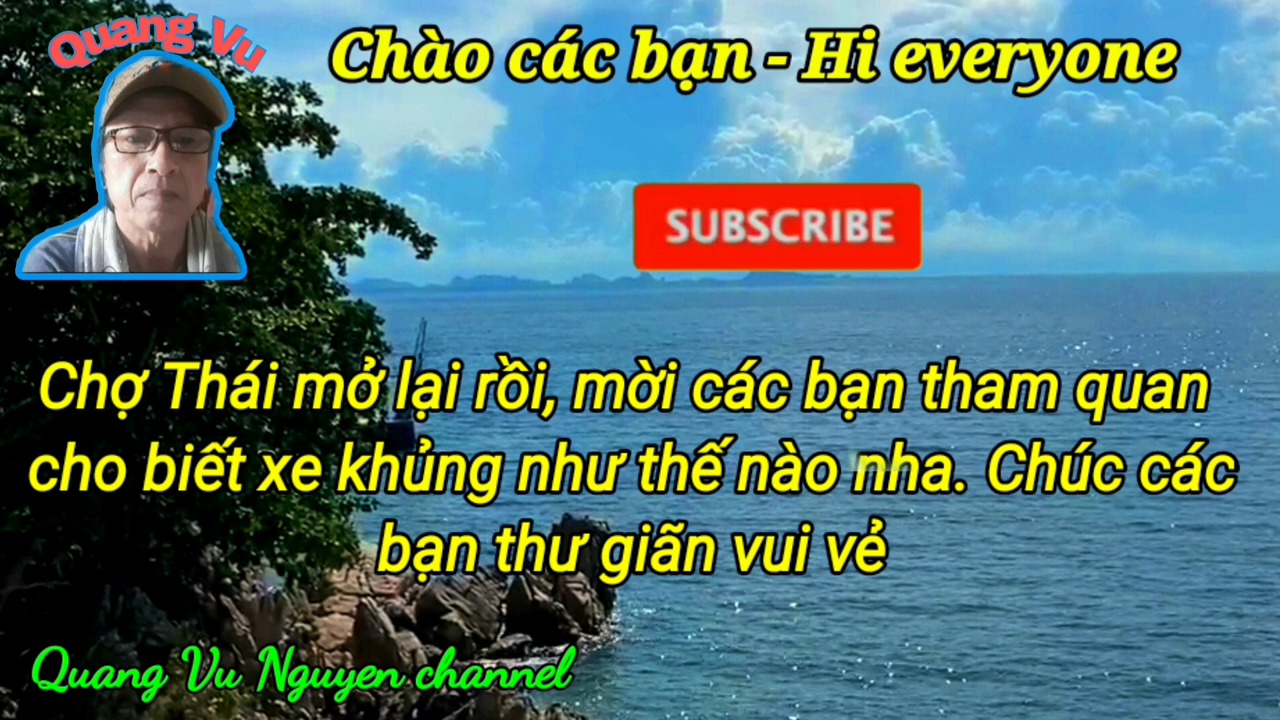 Quang Vu
Chào các bạn - Hi everyone
SUBSCRIBE
Chợ Thái mở lại rồi, mời các bạn tham quan
cho biết xe khủng như thế nào nha. Chúc các
bạn thư giãn vui vẻ
Quang Vu Nguyen channel